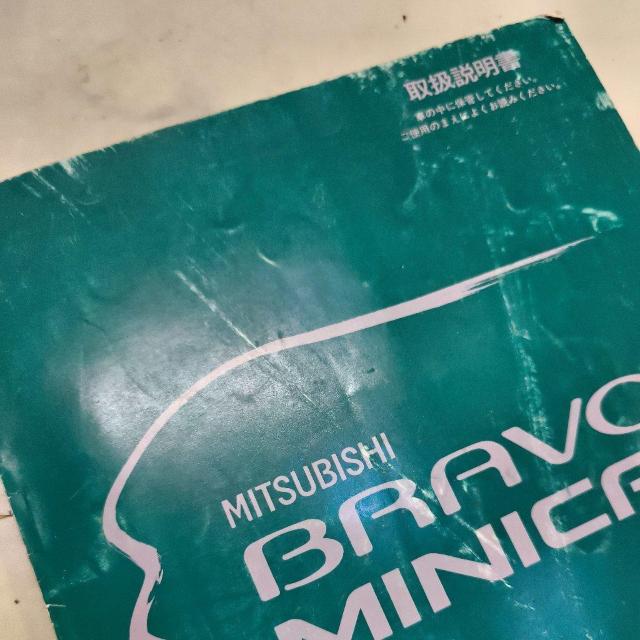 取扱説明書
車の中に保管してください。
ご使用のまえによくお読みください。
MITSUBISHI
BRAVO
MINICA